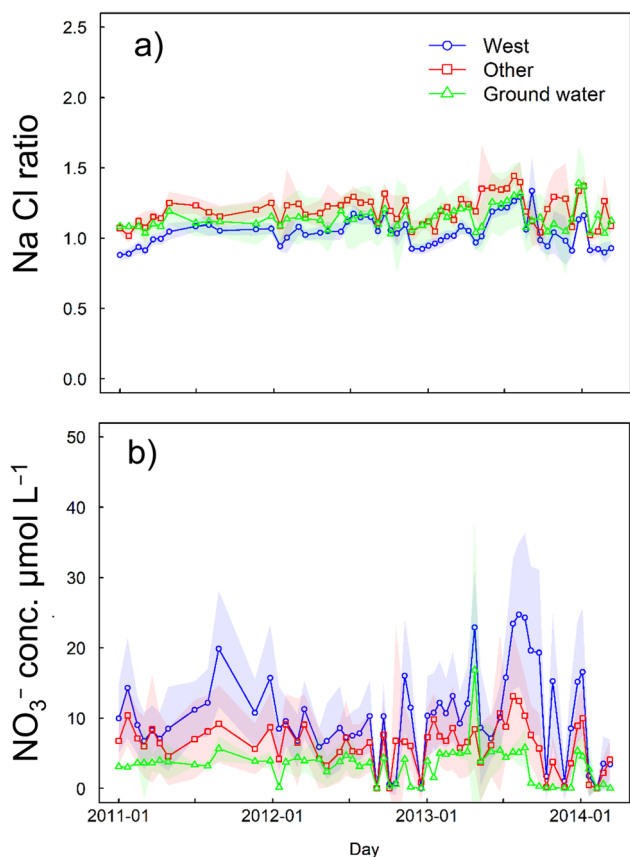 a)
West
Other
Ground water
Na Cl ratio
2.5
2.0
1.5
1.0
0.5
0.0
b)
NO₃⁻ conc. μmol L⁻¹
50
40
30
20
10
0
2011-01 2012-01 2013-01 2014-01
Day